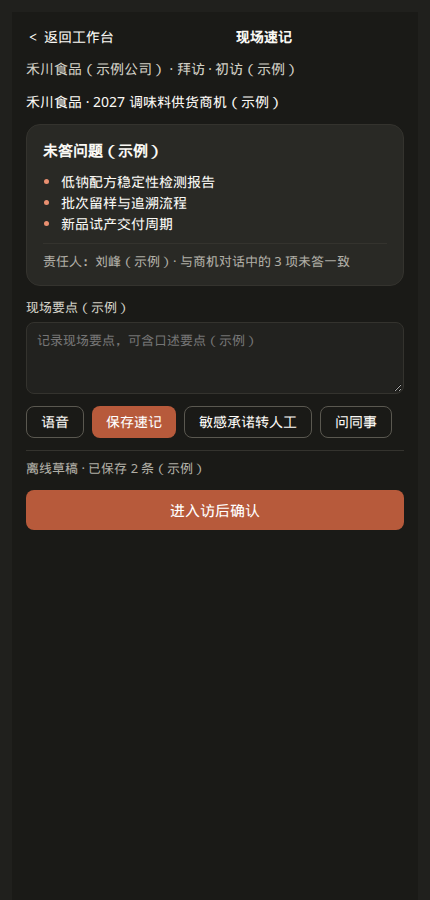 < 返回工作台
现场速记
禾川食品（示例公司）· 拜访 · 初访（示例）
禾川食品 · 2027 调味料供货商机（示例）
未答问题（示例）
• 低钠配方稳定性检测报告
• 批次留样与追溯流程
• 新品试产交付周期
责任人：刘峰（示例）· 与商机对话中的 3 项未答一致
现场要点（示例）
记录现场要点，可含口述要点（示例）
语音
保存速记
敏感承诺转人工
问同事
离线草稿 · 已保存 2 条（示例）
进入访后确认